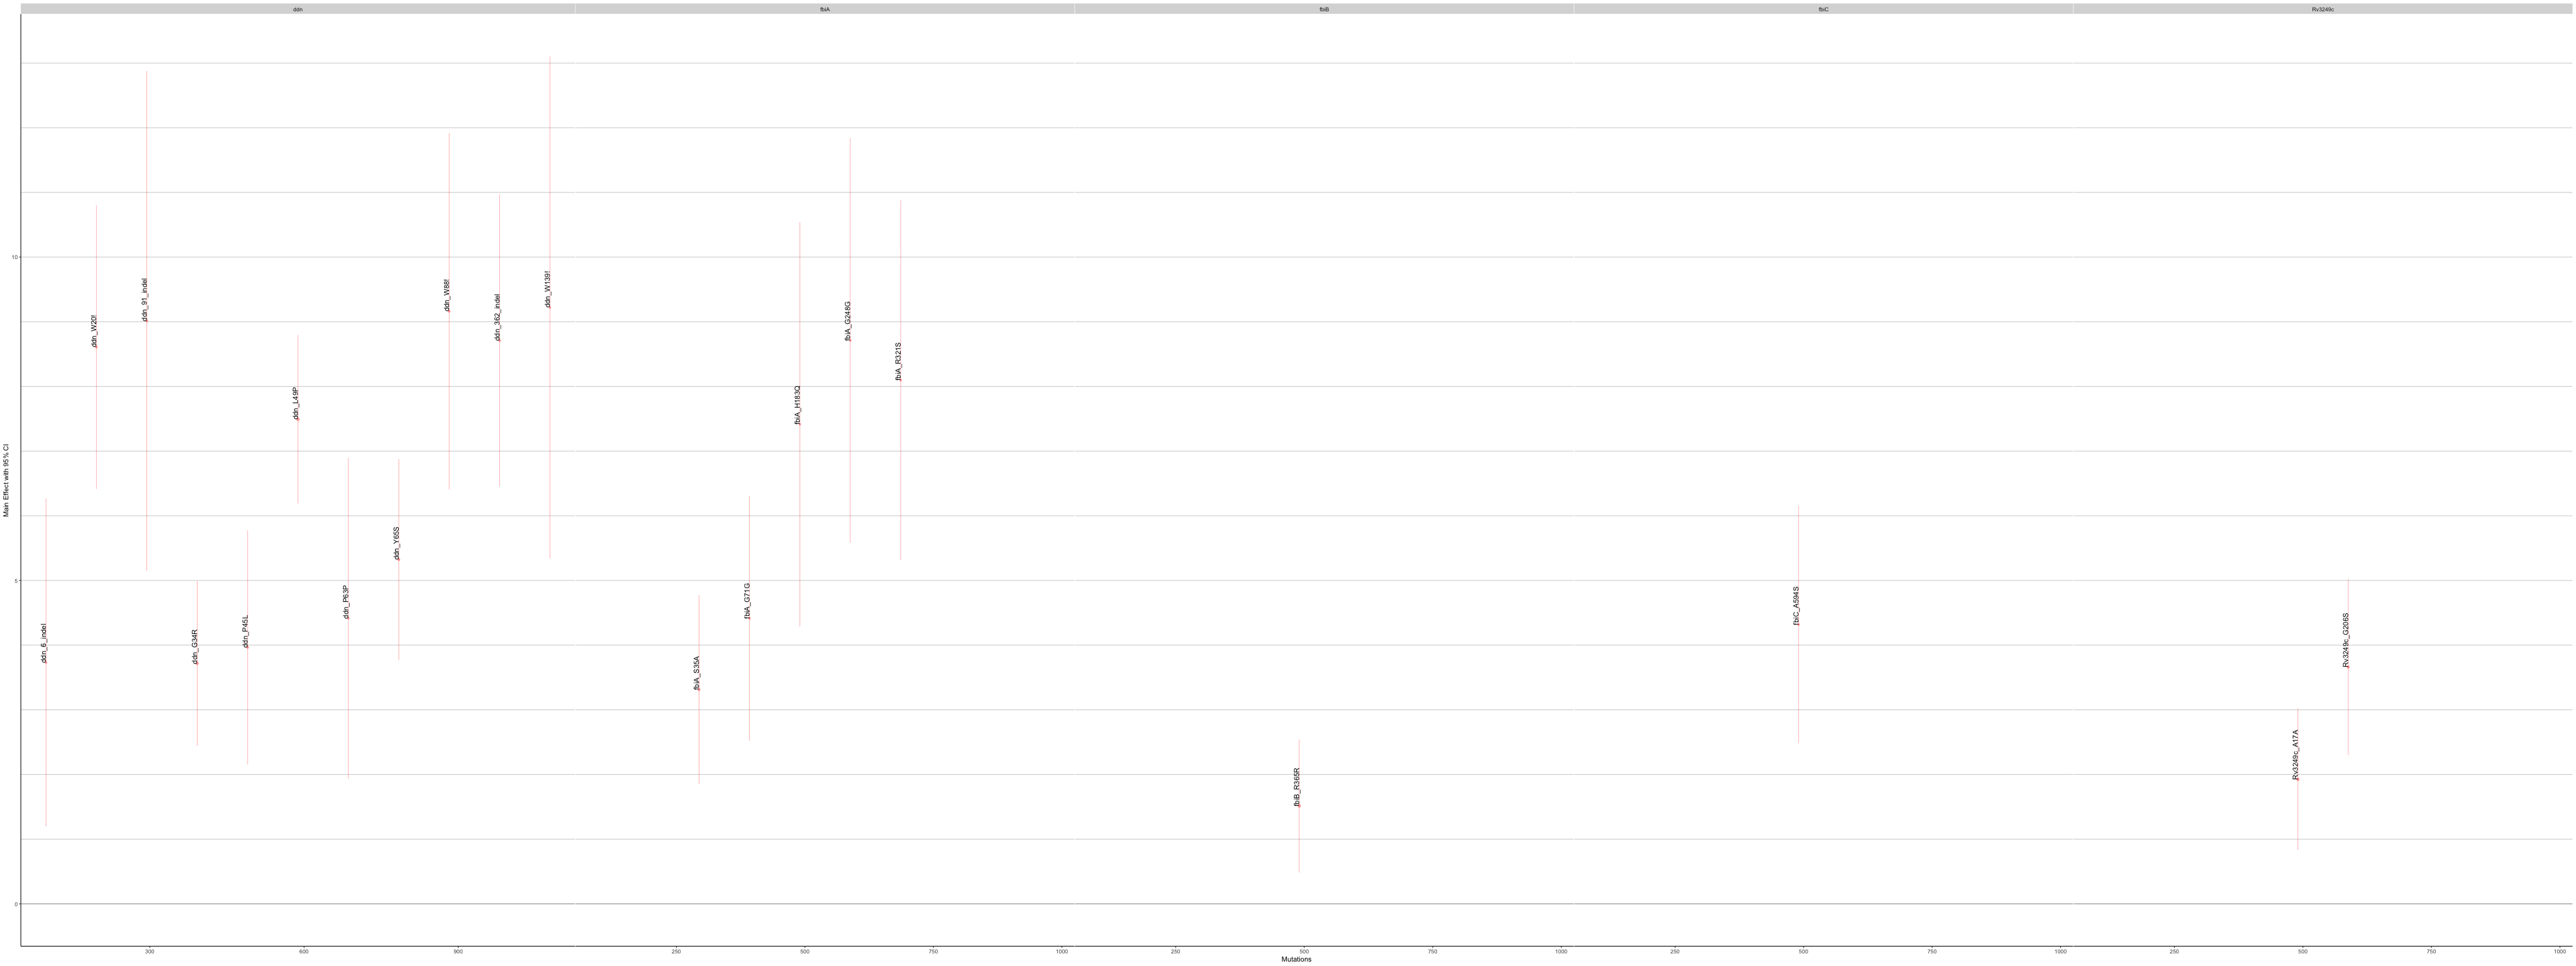 ddn
fbiA
fbiB
fbiC
Rv3249c
Main Effect with 95% CI
10
5
0
ddn_6_indel
ddn_W20!
ddn_91_indel
ddn_G34R
ddn_P45L
ddn_L49P
ddn_P63P
ddn_Y65S
ddn_W88!
ddn_362_indel
ddn_W139!
fbiA_S35A
fbiA_G71G
fbiA_H183Q
fbiA_G248G
fbiA_R321S
fbiB_R365R
fbiC_A594S
Rv3249c_A17A
Rv3249c_G206S
300 600 900 250 500 750 1000 250 500 750 1000 250 500 750 1000 250 500 750 1000
Mutations